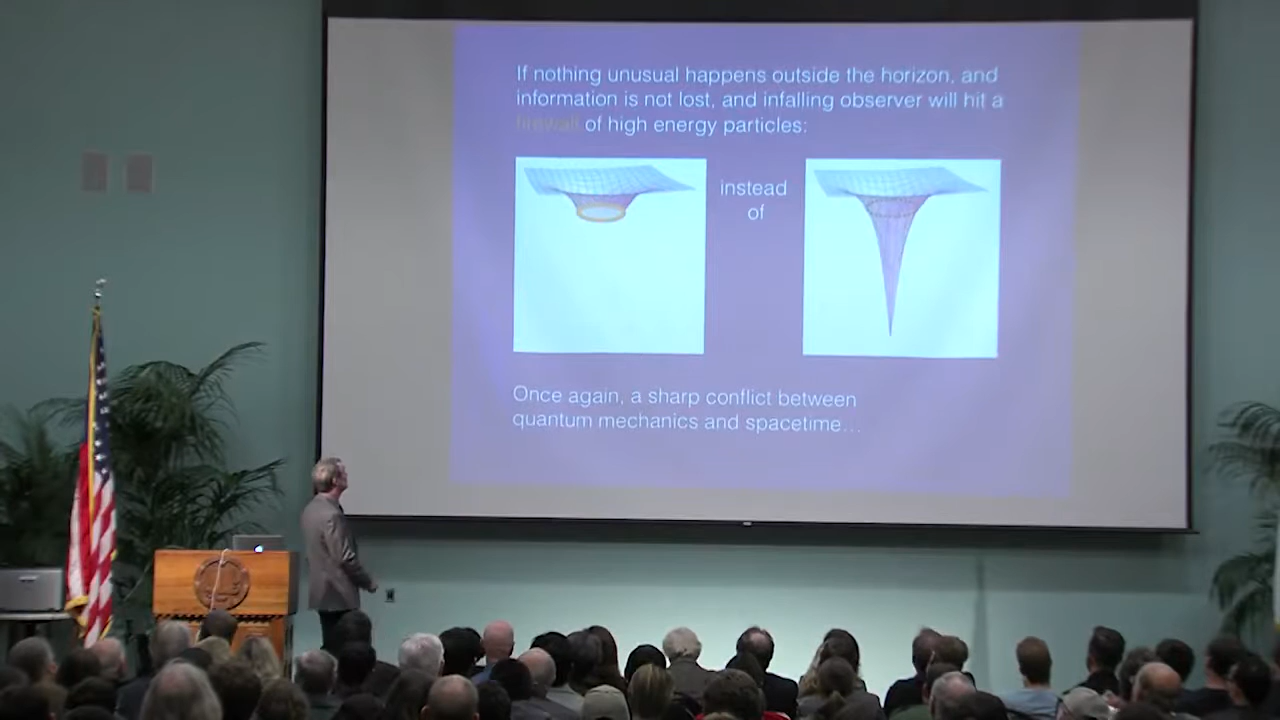 If nothing unusual happens outside the horizon, and
information is not lost, and infalling observer will hit a
firewall of high energy particles:
instead
of
Once again, a sharp conflict between
quantum mechanics and spacetime...